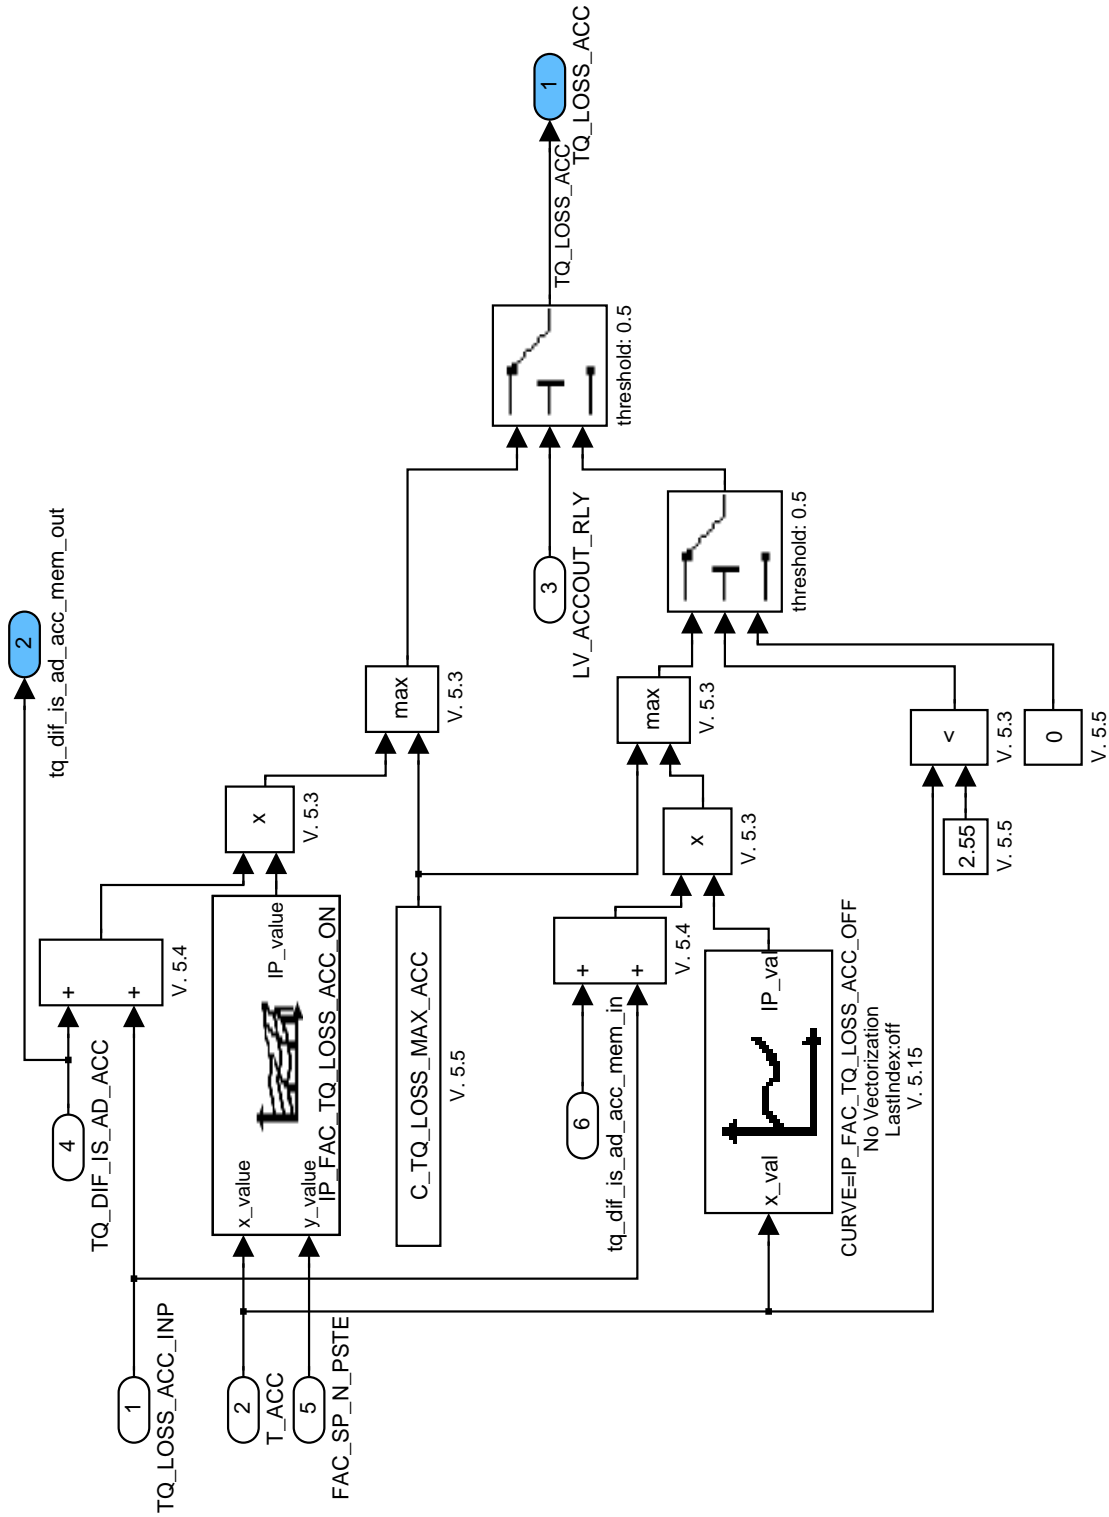 1
TQ_LOSS_ACC_INP
2
T_ACC
5
FAC_SP_N_PSTE
4
TQ_DIF_IS_AD_ACC
2
tq_dif_is_ad_acc_mem_out
+
+
V. 5.4
x_value
y_value
IP_value
IP_FAC_TQ_LOSS_ACC_ON
x
V. 5.3
C_TQ_LOSS_MAX_ACC
V. 5.5
max
V. 5.3
6
tq_dif_is_ad_acc_mem_in
+
+
V. 5.4
x_val
IP_val
CURVE=IP_FAC_TQ_LOSS_ACC_OFF
No Vectorization
LastIndex:off
V. 5.15
x
V. 5.3
max
V. 5.3
2.55
V. 5.5
<
V. 5.3
0
V. 5.5
3
LV_ACCOUT_RLY
threshold: 0.5
threshold: 0.5
TQ_LOSS_ACC
1
TQ_LOSS_ACC